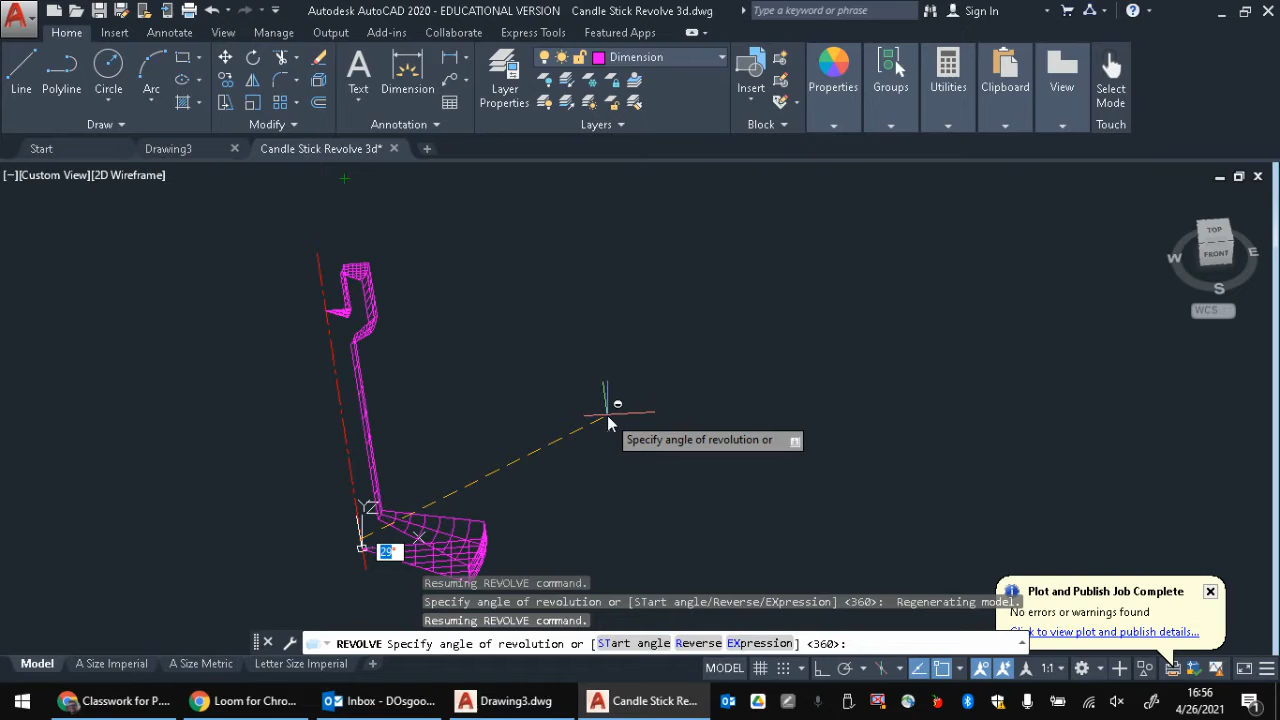 Autodesk AutoCAD 2020 - EDUCATIONAL VERSION Candle Stick Revolve 3d.dwg
Type a keyword or phrase
Sign In
Home Insert Annotate View Manage Output Add-ins Collaborate Express Tools Featured Apps
Line Polyline Circle Arc
Text Dimension
Layer Properties
Dimension
Insert
Properties Groups Utilities Clipboard View
Select Mode
Draw Modify Annotation Layers Block Touch
Start Drawing3 Candle Stick Revolve 3d*
[−][Custom View][2D Wireframe]
TOP
FRONT
W E
S
WCS
Specify angle of revolution or
29°
Resuming REVOLVE command.
Specify angle of revolution or [STart angle/Reverse/EXpression] <360>: Regenerating model.
Resuming REVOLVE command.
REVOLVE Specify angle of revolution or [STart angle Reverse EXpression] <360>:
Plot and Publish Job Complete
No errors or warnings found
Click to view plot and publish details...
Model A Size Imperial A Size Metric Letter Size Imperial
MODEL
1:1
Classwork for P...
Loom for Chro...
Inbox - DOsgoo...
Drawing3.dwg
Candle Stick Re...
16:56
4/26/2021